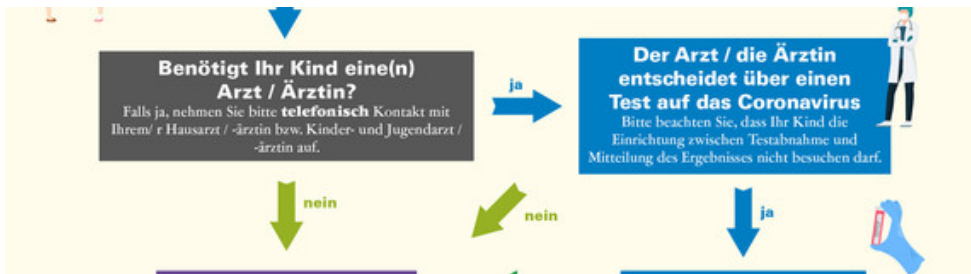 Benötigt Ihr Kind eine(n)
Arzt / Ärztin?
Falls ja, nehmen Sie bitte telefonisch Kontakt mit
Ihrem/ r Hausarzt / -ärztin bzw. Kinder- und Jugendarzt /
-ärztin auf.
ja
Der Arzt / die Ärztin
entscheidet über einen
Test auf das Coronavirus
Bitte beachten Sie, dass Ihr Kind die
Einrichtung zwischen Testabnahme und
Mitteilung des Ergebnisses nicht besuchen darf.
nein
nein
ja